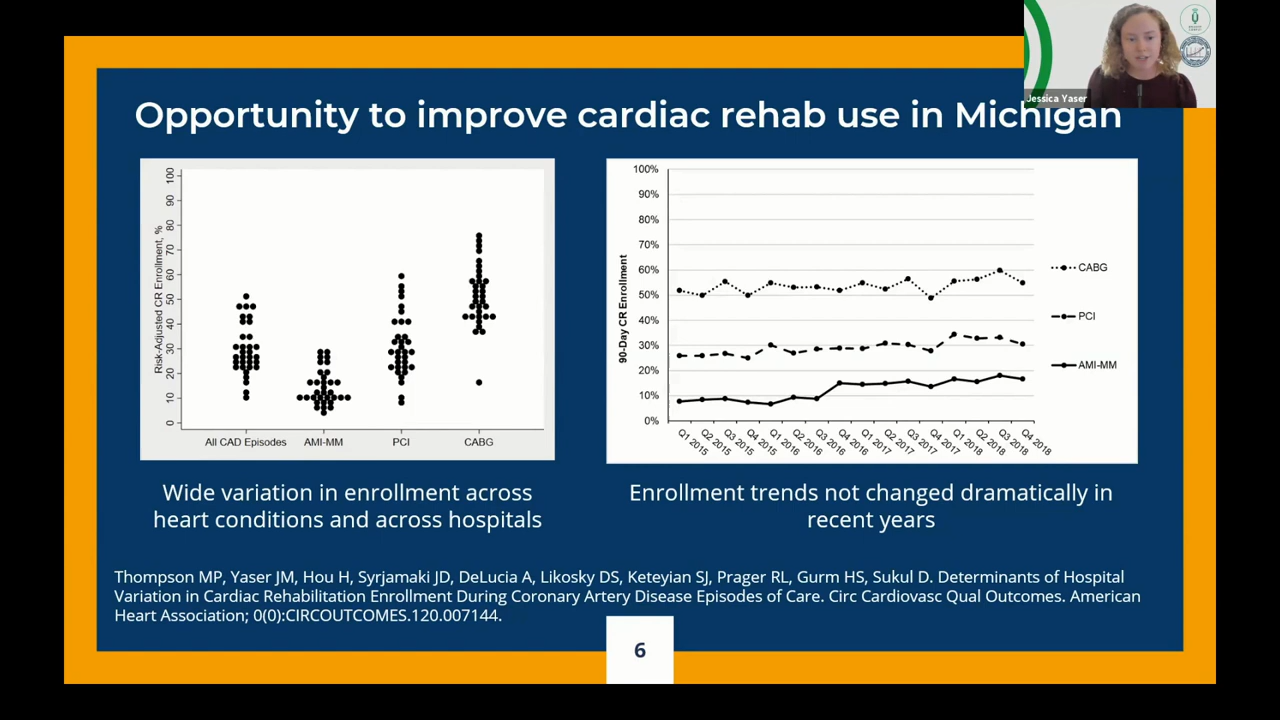 Jessica Yaser
Opportunity to improve cardiac rehab use in Michigan
Risk-Adjusted CR Enrollment, %
100
90
80
70
60
50
40
30
20
10
0
All CAD Episodes AMI-MM PCI CABG
90-Day CR Enrollment
100%
90%
80%
70%
60%
50%
40%
30%
20%
10%
0%
Q1 2015 Q2 2015 Q3 2015 Q4 2015 Q1 2016 Q2 2016 Q3 2016 Q4 2016 Q1 2017 Q2 2017 Q3 2017 Q4 2017 Q1 2018 Q2 2018 Q3 2018 Q4 2018
CABG
PCI
AMI-MM
Wide variation in enrollment across
heart conditions and across hospitals
Enrollment trends not changed dramatically in
recent years
Thompson MP, Yaser JM, Hou H, Syrjamaki JD, DeLucia A, Likosky DS, Keteyian SJ, Prager RL, Gurm HS, Sukul D. Determinants of Hospital
Variation in Cardiac Rehabilitation Enrollment During Coronary Artery Disease Episodes of Care. Circ Cardiovasc Qual Outcomes. American
Heart Association; 0(0):CIRCOUTCOMES.120.007144.
6